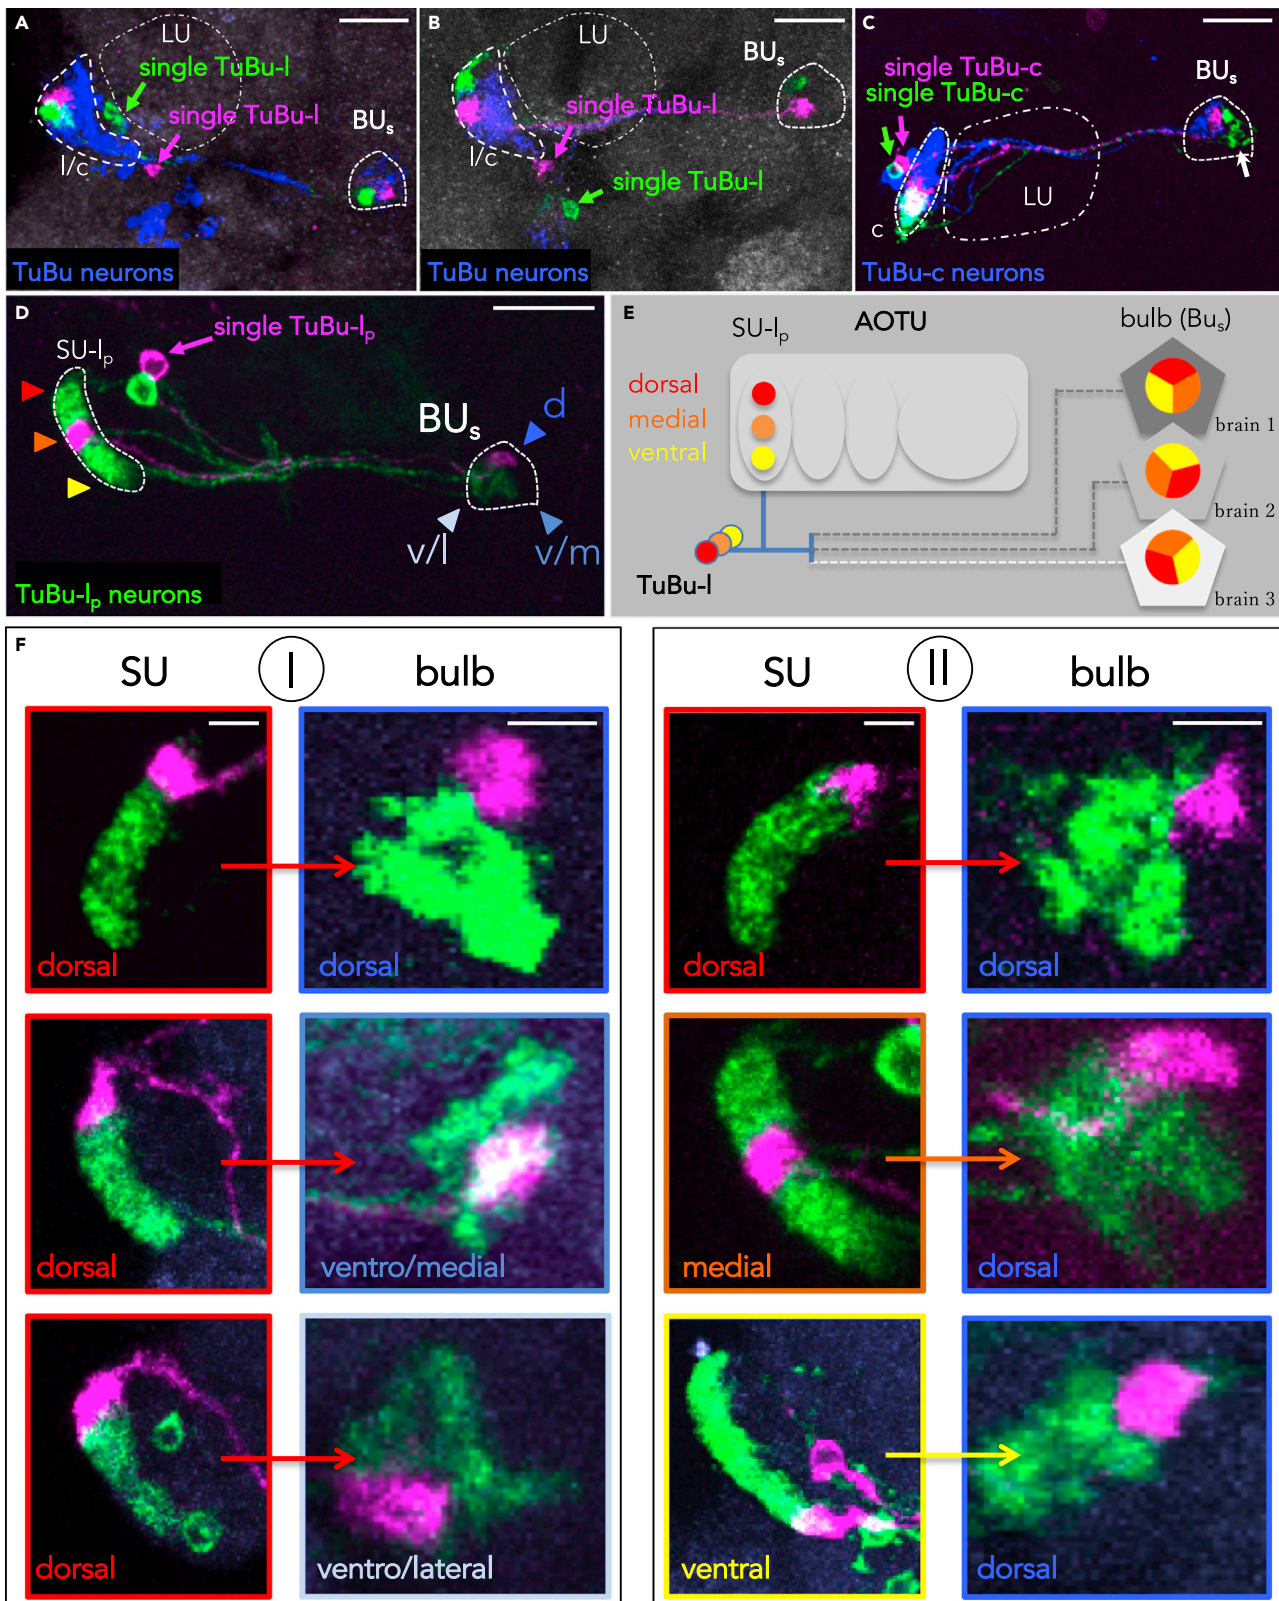 A
LU
single TuBu-l
single TuBu-l
BUs
l/c
TuBu neurons
B
LU
BUs
single TuBu-l
l/c
single TuBu-l
TuBu neurons
C
single TuBu-c
single TuBu-c
BUs
LU
c
TuBu-c neurons
D
single TuBu-lp
SU-lp
BUs
d
v/l
v/m
TuBu-lp neurons
E
SU-lp
AOTU
bulb (Bus)
dorsal
medial
ventral
brain 1
brain 2
brain 3
TuBu-l
F
SU
I
bulb
dorsal
dorsal
dorsal
ventro/medial
dorsal
ventro/lateral
SU
II
bulb
dorsal
dorsal
medial
dorsal
ventral
dorsal